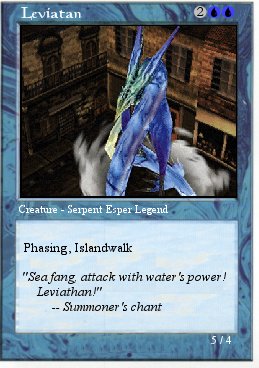 Leviatan 2
Creature - Serpent Esper Legend
Phasing, Islandwalk
"Sea fang, attack with water's power!
Leviathan!"
-- Summoner's chant
5 / 4